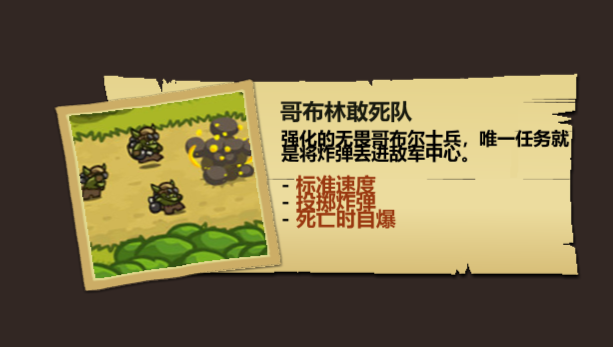 哥布林敢死队
强化的无畏哥布尔士兵，唯一任务就
是将炸弹丢进敌军中心。
- 标准速度
- 投掷炸弹
- 死亡时自爆